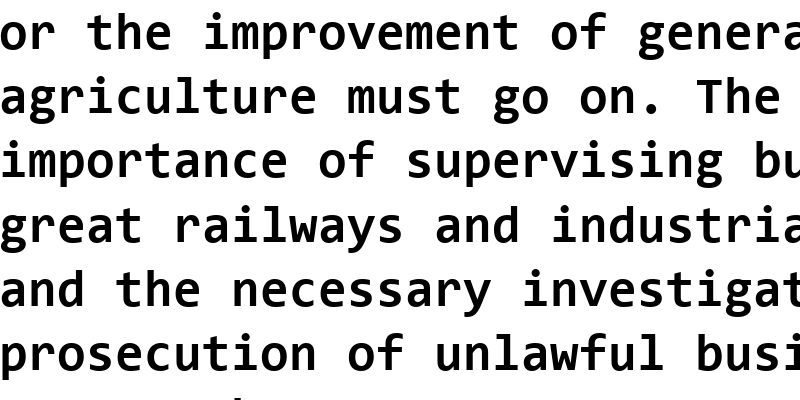 or the improvement of genera
agriculture must go on. The
importance of supervising bu
great railways and industria
and the necessary investigat
prosecution of unlawful busi